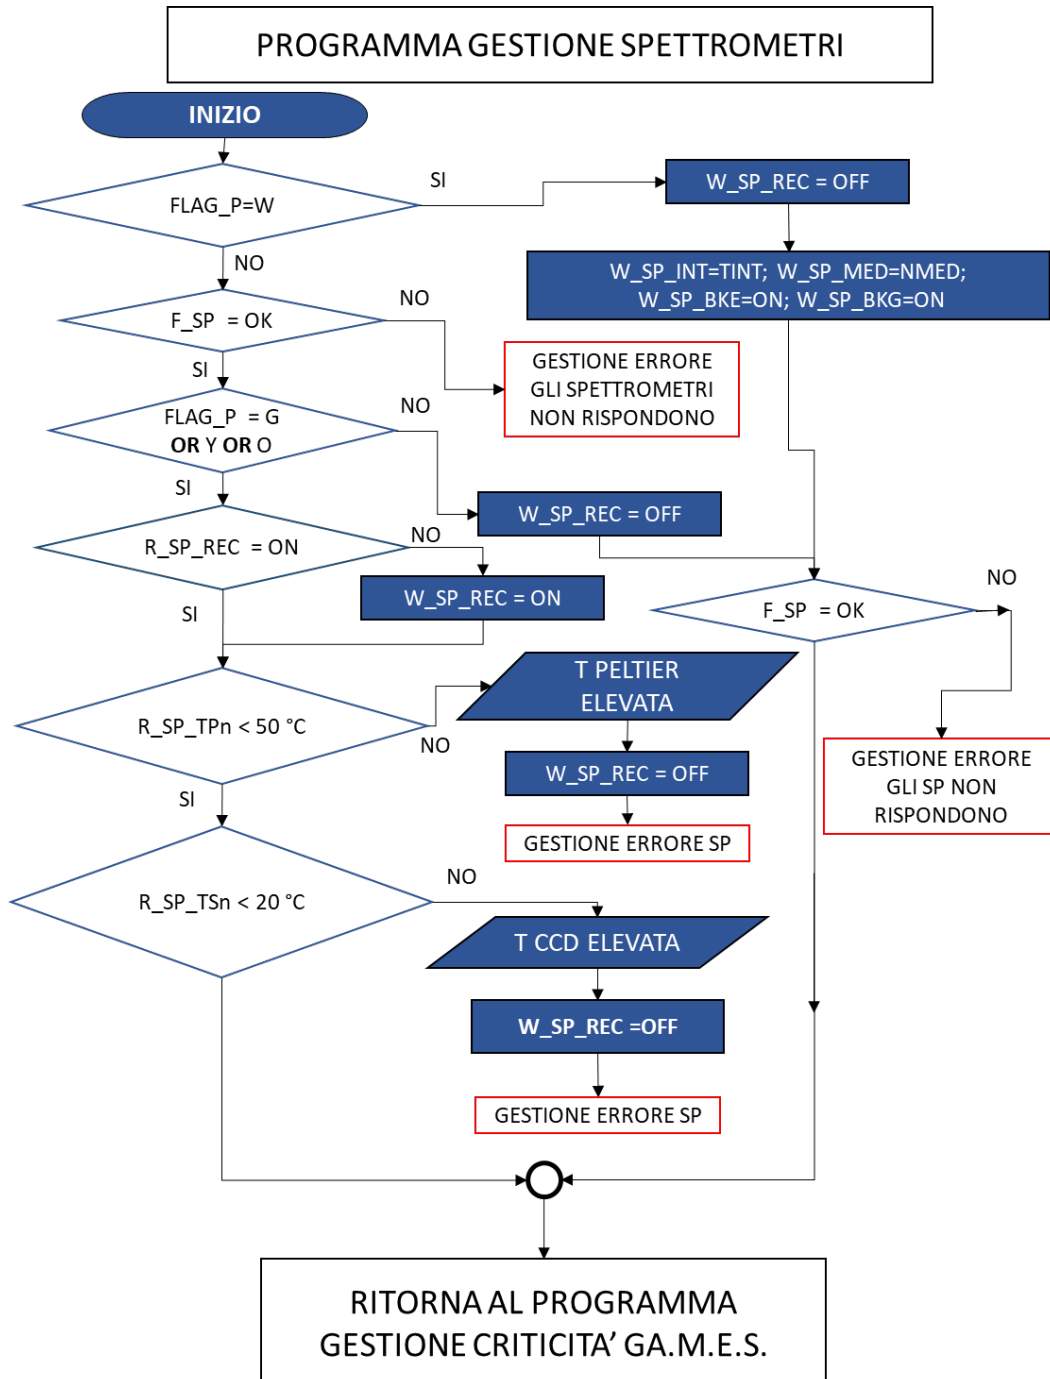 PROGRAMMA GESTIONE SPETTROMETRI
INIZIO
FLAG_P=W
SI
W_SP_REC = OFF
NO
W_SP_INT=TINT; W_SP_MED=NMED;
W_SP_BKE=ON; W_SP_BKG=ON
F_SP = OK
NO
SI
GESTIONE ERRORE
GLI SPETTROMETRI
NON RISPONDONO
FLAG_P = G
OR Y OR O
NO
SI
W_SP_REC = OFF
R_SP_REC = ON
NO
W_SP_REC = ON
SI
F_SP = OK
NO
T PELTIER
ELEVATA
R_SP_TPn < 50 °C
NO
W_SP_REC = OFF
GESTIONE ERRORE
GLI SP NON
RISPONDONO
SI
GESTIONE ERRORE SP
R_SP_TSn < 20 °C
NO
T CCD ELEVATA
W_SP_REC =OFF
GESTIONE ERRORE SP
RITORNA AL PROGRAMMA
GESTIONE CRITICITA’ GA.M.E.S.